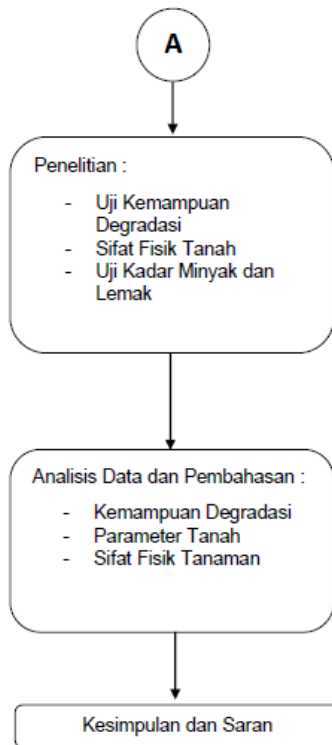 A
Penelitian :
- Uji Kemampuan
Degradasi
- Sifat Fisik Tanah
- Uji Kadar Minyak dan
Lemak
Analisis Data dan Pembahasan :
- Kemampuan Degradasi
- Parameter Tanah
- Sifat Fisik Tanaman
Kesimpulan dan Saran